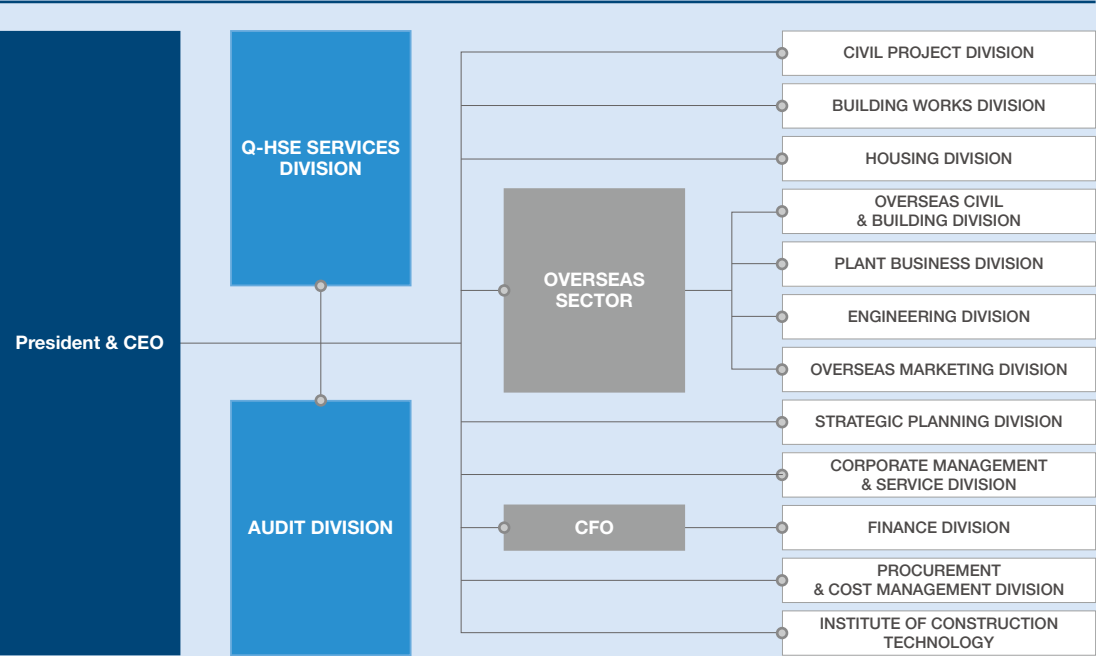 President & CEO
Q-HSE SERVICES
DIVISION
AUDIT DIVISION
OVERSEAS
SECTOR
CFO
CIVIL PROJECT DIVISION
BUILDING WORKS DIVISION
HOUSING DIVISION
OVERSEAS CIVIL
& BUILDING DIVISION
PLANT BUSINESS DIVISION
ENGINEERING DIVISION
OVERSEAS MARKETING DIVISION
STRATEGIC PLANNING DIVISION
CORPORATE MANAGEMENT
& SERVICE DIVISION
FINANCE DIVISION
PROCUREMENT
& COST MANAGEMENT DIVISION
INSTITUTE OF CONSTRUCTION
TECHNOLOGY